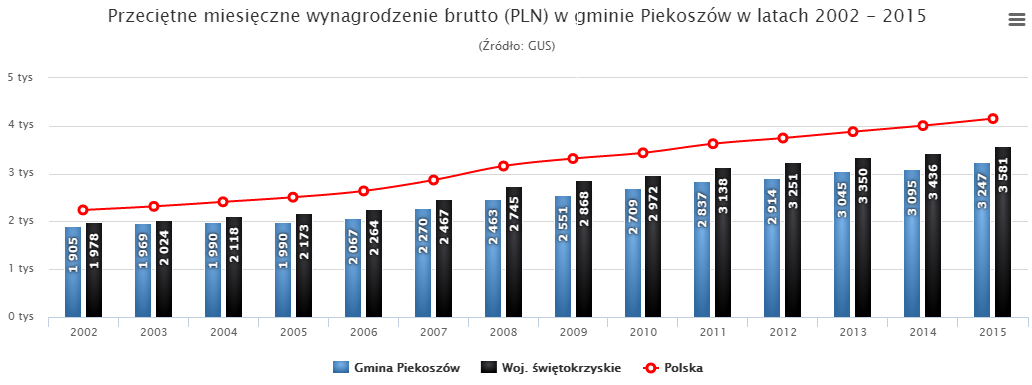 Przeciętne miesięczne wynagrodzenie brutto (PLN) w gminie Piekoszów w latach 2002 - 2015
(Źródło: GUS)
5 tys
4 tys
3 tys
2 tys
1 tys
0 tys
1 905 1 978 1 969 2 024 1 990 2 118 1 990 2 173 2 067 2 264 2 270 2 467 2 463 2 745 2 551 2 868 2 709 2 972 2 837 3 138 2 914 3 251 3 045 3 350 3 095 3 436 3 247 3 581
2002 2003 2004 2005 2006 2007 2008 2009 2010 2011 2012 2013 2014 2015
Gmina Piekoszów Woj. świętokrzyskie Polska